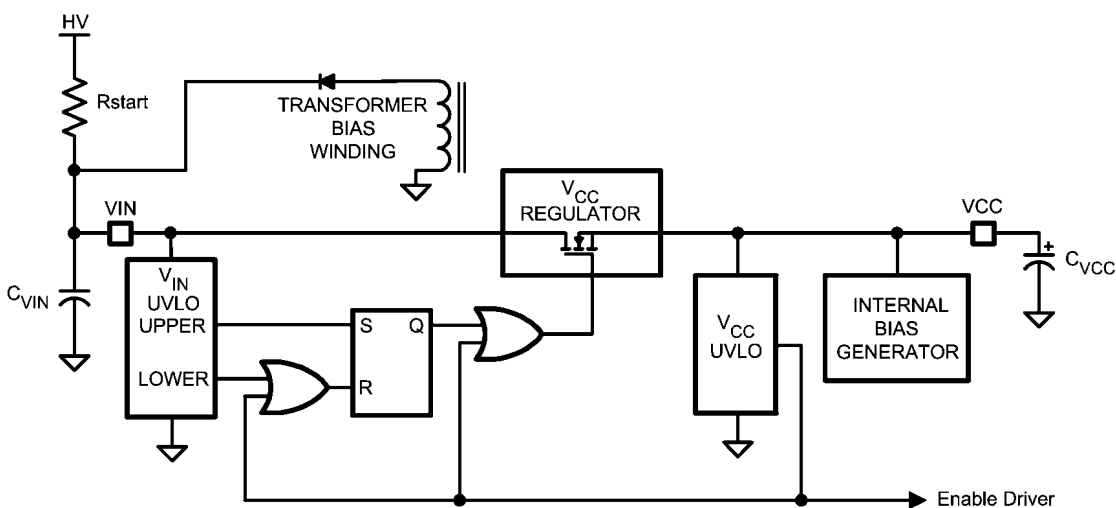 HV
Rstart
TRANSFORMER
BIAS
WINDING
VIN
VCC
REGULATOR
VCC
CVIN
VIN
UVLO
UPPER
LOWER
S
Q
R
VCC
UVLO
INTERNAL
BIAS
GENERATOR
+
CVCC
Enable Driver